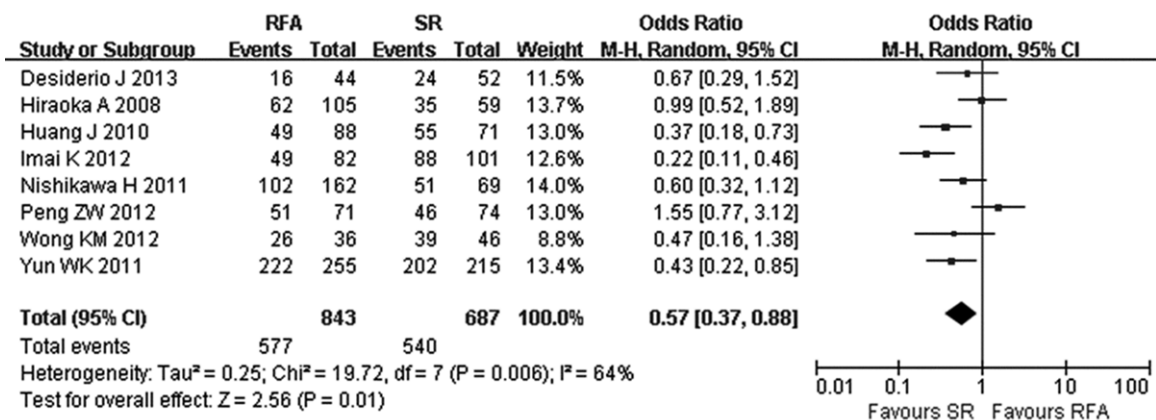 RFA SR Odds Ratio Odds Ratio
Study or Subgroup Events Total Events Total Weight M-H, Random, 95% CI M-H, Random, 95% CI
Desiderio J 2013 16 44 24 52 11.5% 0.67 [0.29, 1.52]
Hiraoka A 2008 62 105 35 59 13.7% 0.99 [0.52, 1.89]
Huang J 2010 49 88 55 71 13.0% 0.37 [0.18, 0.73]
Imai K 2012 49 82 88 101 12.6% 0.22 [0.11, 0.46]
Nishikawa H 2011 102 162 51 69 14.0% 0.60 [0.32, 1.12]
Peng ZW 2012 51 71 46 74 13.0% 1.55 [0.77, 3.12]
Wong KM 2012 26 36 39 46 8.8% 0.47 [0.16, 1.38]
Yun WK 2011 222 255 202 215 13.4% 0.43 [0.22, 0.85]
Total (95% CI) 843 687 100.0% 0.57 [0.37, 0.88]
Total events 577 540
Heterogeneity: Tau² = 0.25; Chi² = 19.72, df = 7 (P = 0.006); I² = 64%
Test for overall effect: Z = 2.56 (P = 0.01)
0.01 0.1 1 10 100
Favours SR Favours RFA